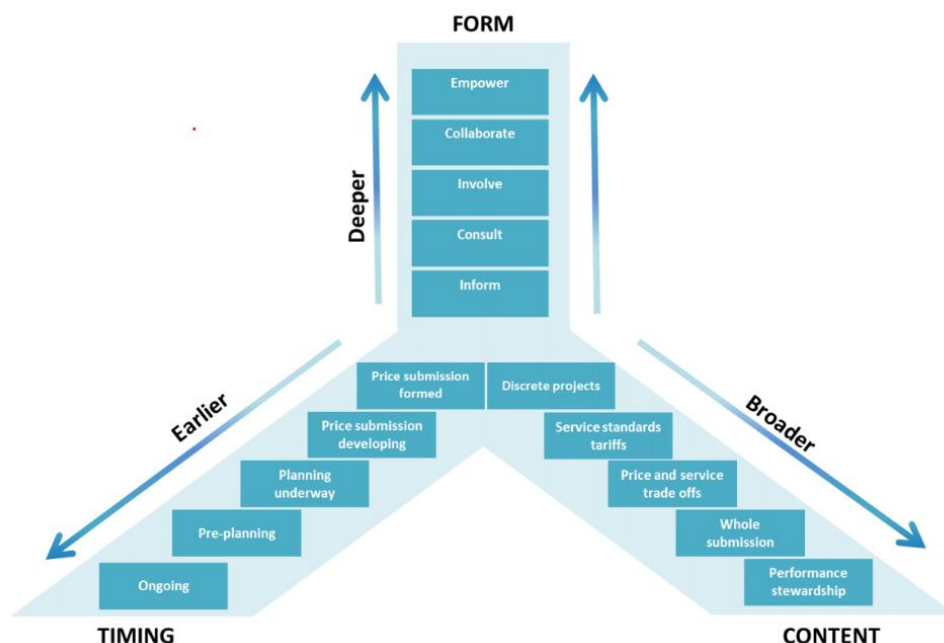 FORM
Empower
Collaborate
Involve
Consult
Inform
Deeper
Earlier
Broader
Price submission
formed
Discrete projects
Price submission
developing
Service standards
tariffs
Planning
underway
Price and service
trade offs
Pre-planning
Whole
submission
Ongoing
Performance
stewardship
TIMING
CONTENT